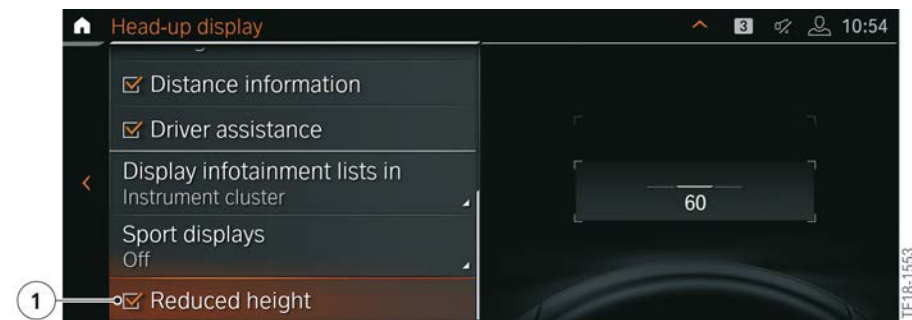 Head-up display
3
10:54
Distance information
Driver assistance
Display infotainment lists in
Instrument cluster
Sport displays
Off
Reduced height
60
1
TF18-1553